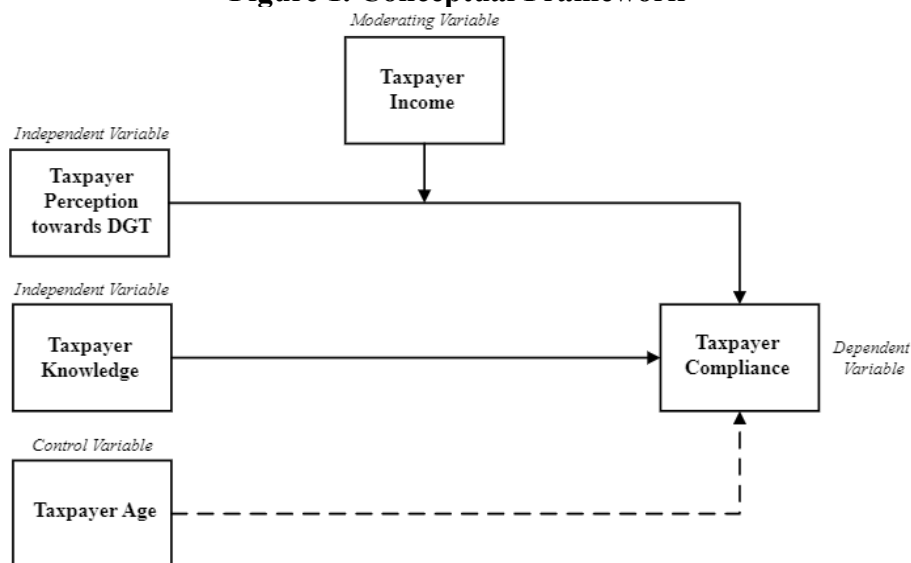 Figure 1. Conceptual Framework
Moderating Variable
Taxpayer
Income
Independent Variable
Taxpayer
Perception
towards DGT
Independent Variable
Taxpayer
Knowledge
Taxpayer
Compliance
Dependent
Variable
Control Variable
Taxpayer Age